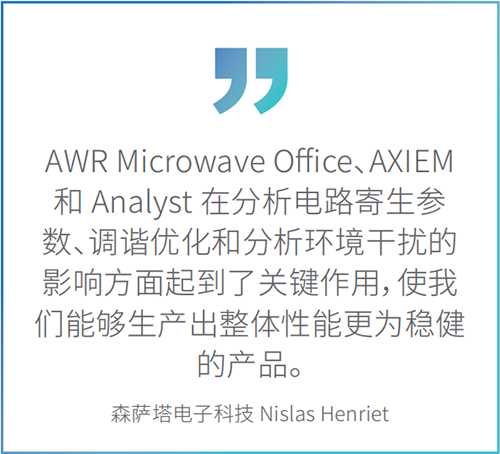 AWR Microwave Office、AXIEM
和 Analyst 在分析电路寄生参
数、调谐优化和分析环境干扰的
影响方面起到了关键作用，使我
们能够生产出整体性能更为稳健
的产品。
森萨塔电子科技 Nislas Henriet